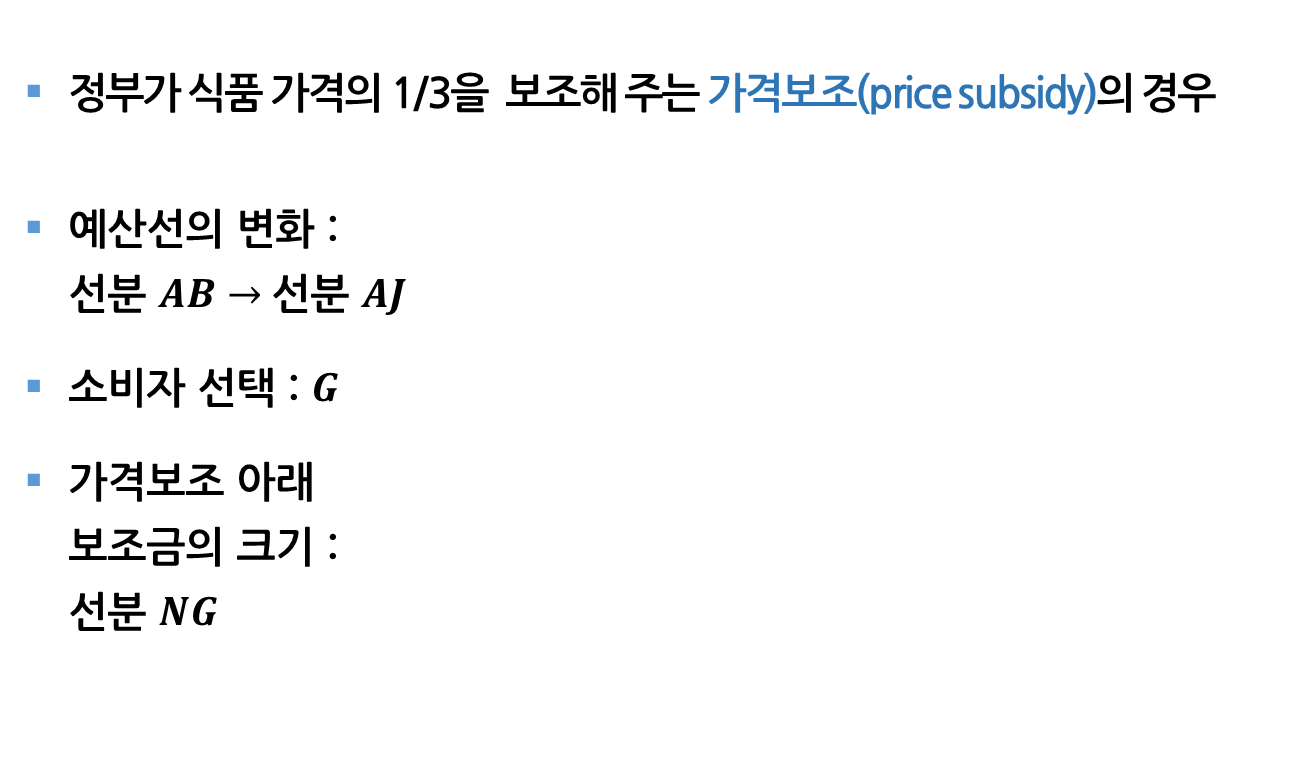 ▪ 정부가 식품 가격의 1/3을 보조해 주는 가격보조(price subsidy)의 경우
▪ 예산선의 변화 :
선분 AB → 선분 AJ
▪ 소비자 선택 : G
▪ 가격보조 아래
보조금의 크기 :
선분 NG